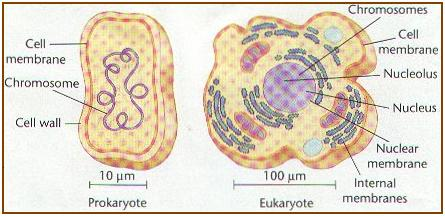 Cell
membrane
Chromosome
Cell wall
10 µm
Prokaryote
Chromosomes
Cell
membrane
Nucleolus
Nucleus
Nuclear
membrane
Internal
membranes
100 µm
Eukaryote